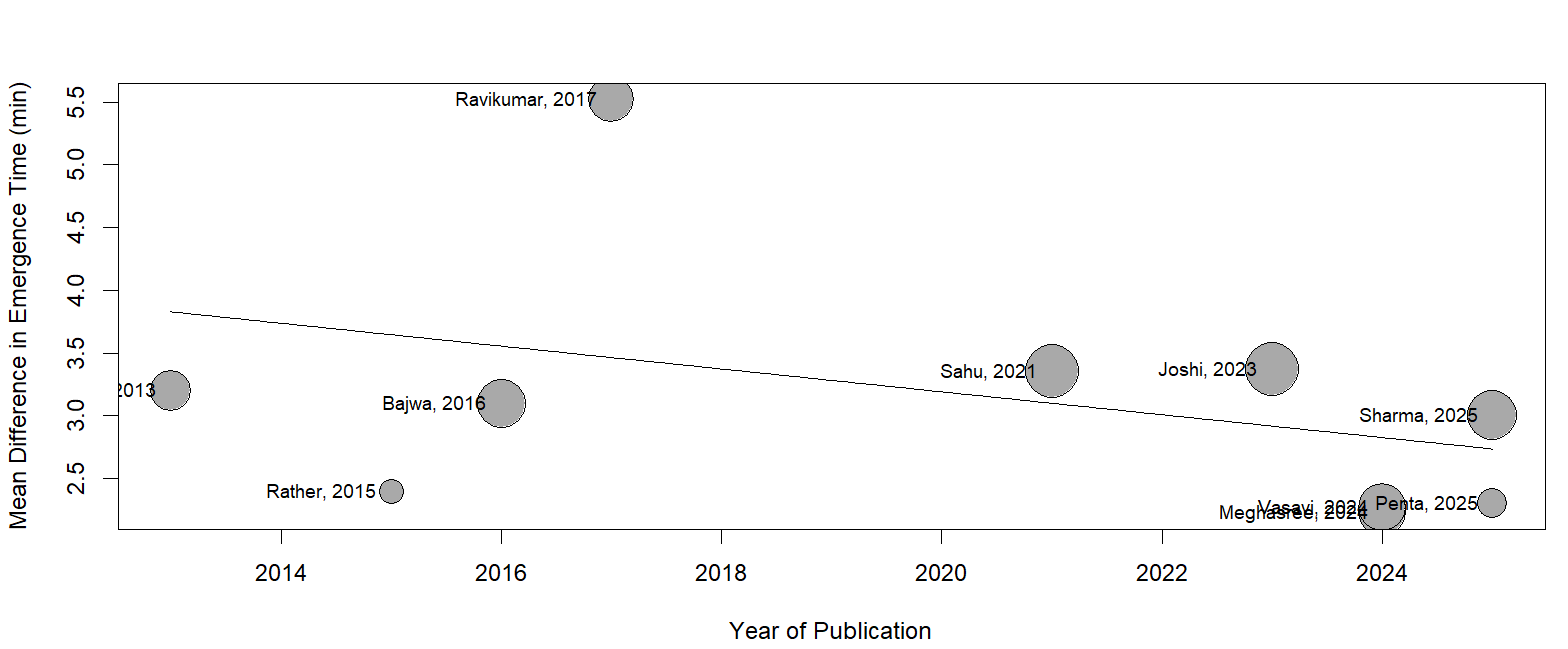 Mean Difference in Emergence Time (min)
5.5
5.0
4.5
4.0
3.5
3.0
2.5
Ravikumar, 2017
2013
Bajwa, 2016
Rather, 2015
Sahu, 2021
Joshi, 2023
Sharma, 2025
Vasavi, 2024
Penta, 2025
Meghasree, 2024
2014
2016
2018
2020
2022
2024
Year of Publication